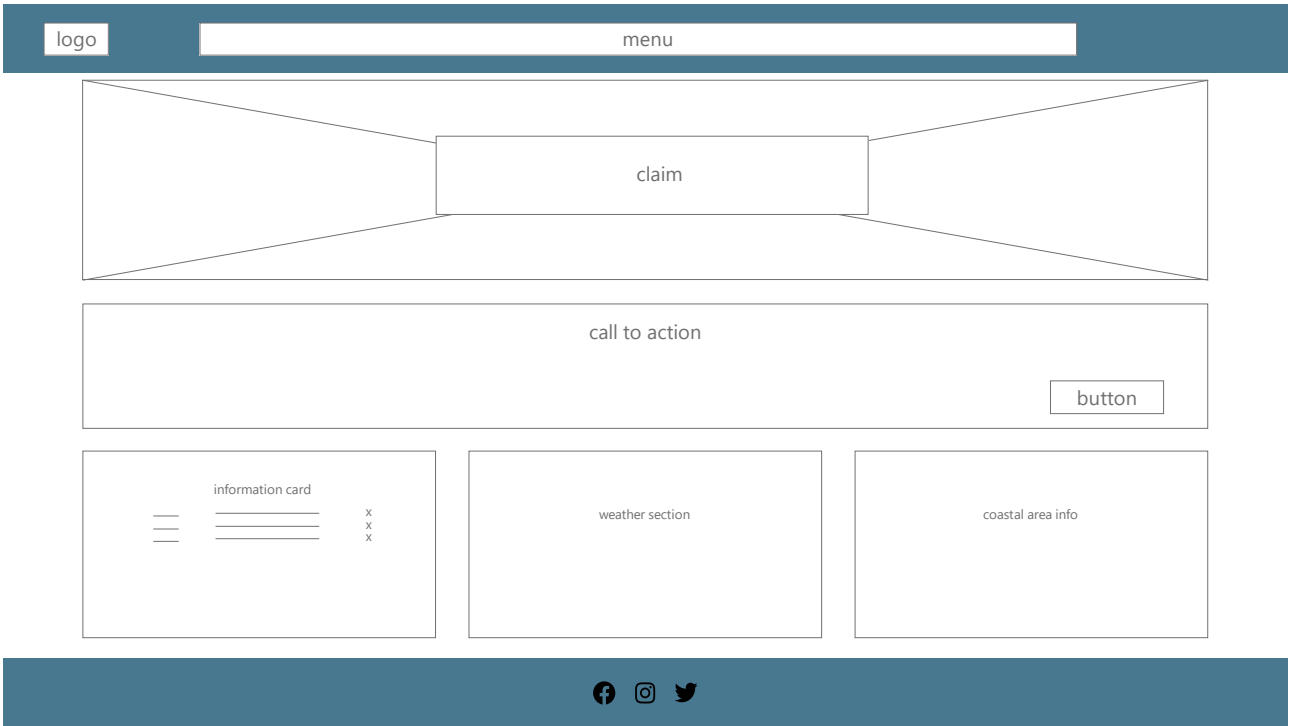 logo
menu
claim
call to action
button
information card
x
x
x
weather section
coastal area info